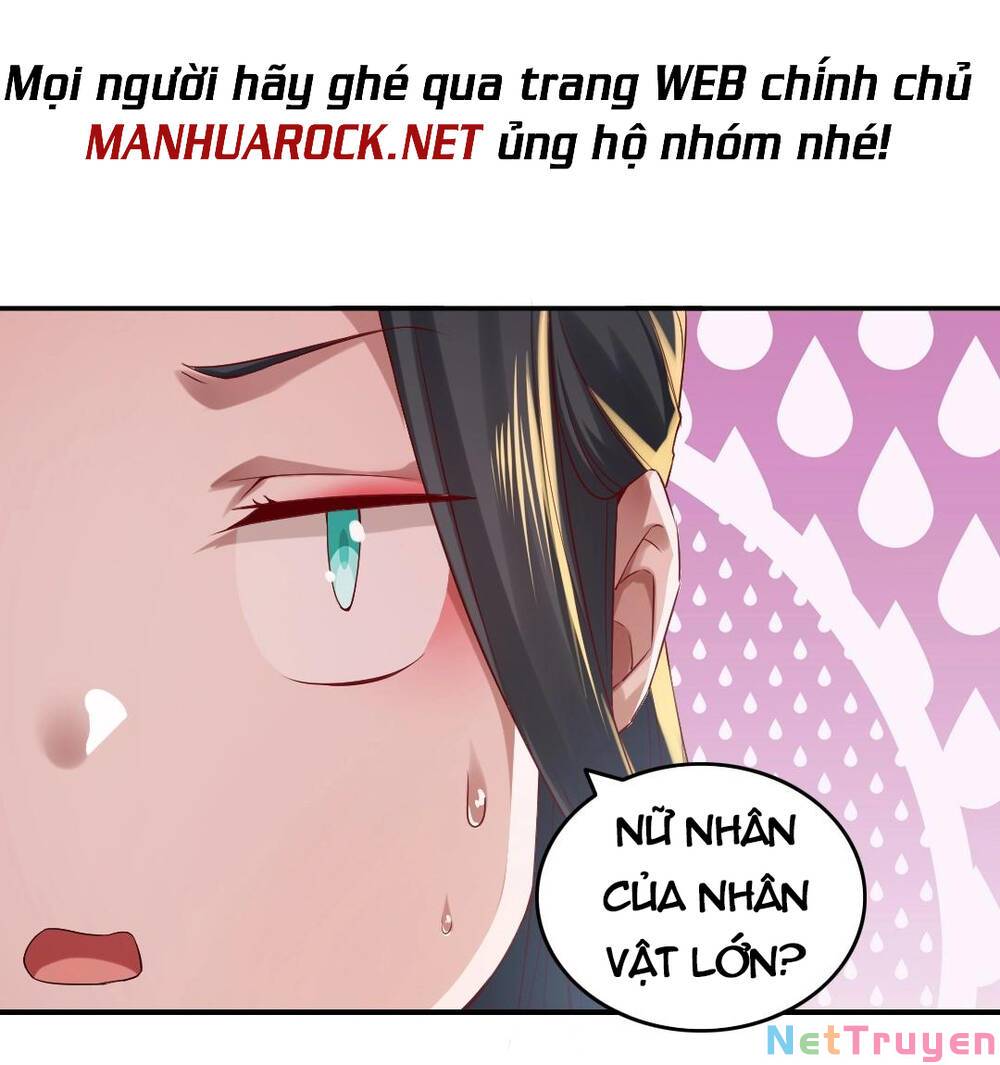 Mọi người hãy ghé qua trang WEB chính chủ
MANHUAROCK.NET ủng hộ nhóm nhé!
NỮ NHÂN
CỦA NHÂN
VẬT LỚN?
NetTruyen